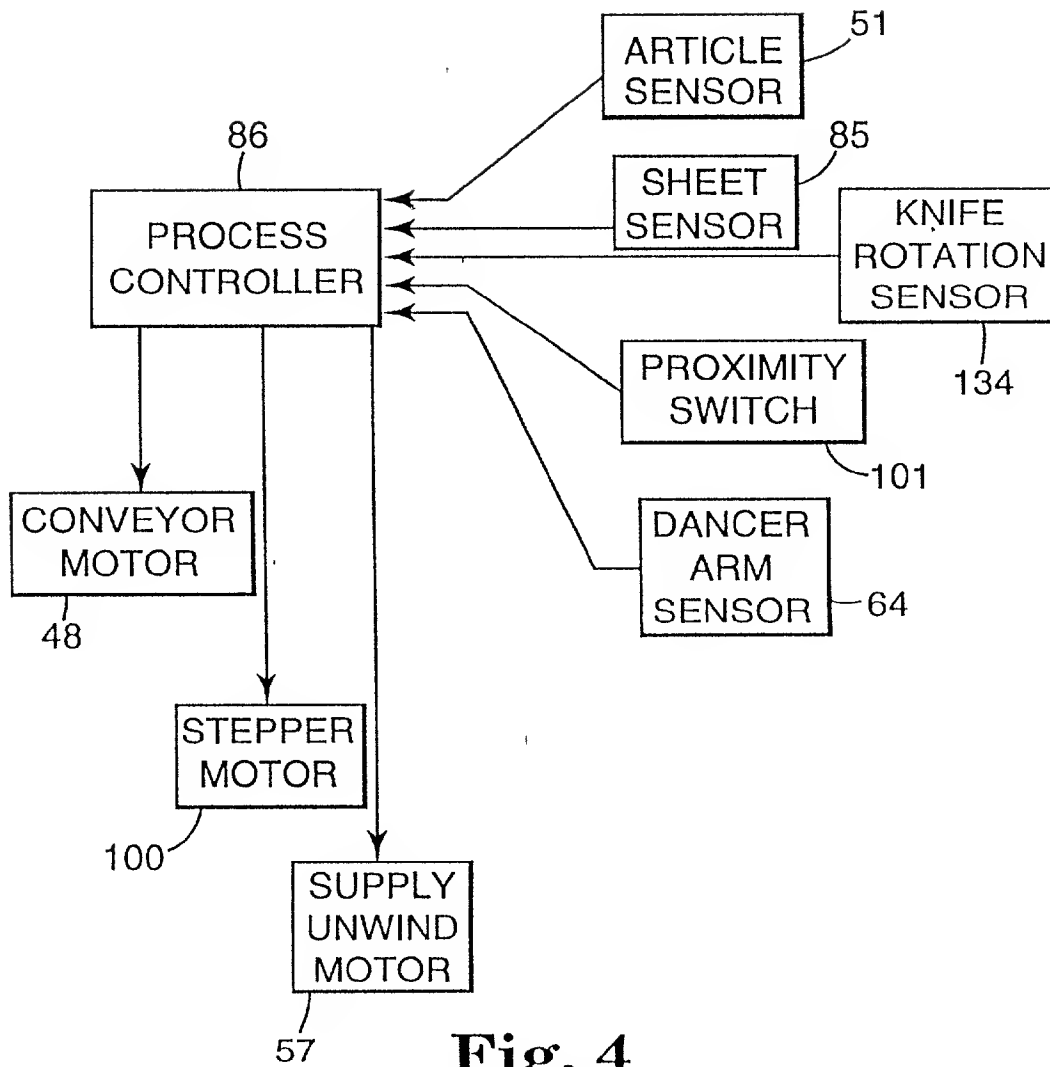 51
ARTICLE
SENSOR
86
85
PROCESS
CONTROLLER
SHEET
SENSOR
KNIFE
ROTATION
SENSOR
134
PROXIMITY
SWITCH
101
CONVEYOR
MOTOR
48
DANCER
ARM
SENSOR
64
STEPPER
MOTOR
100
SUPPLY
UNWIND
MOTOR
57
Fig. 4